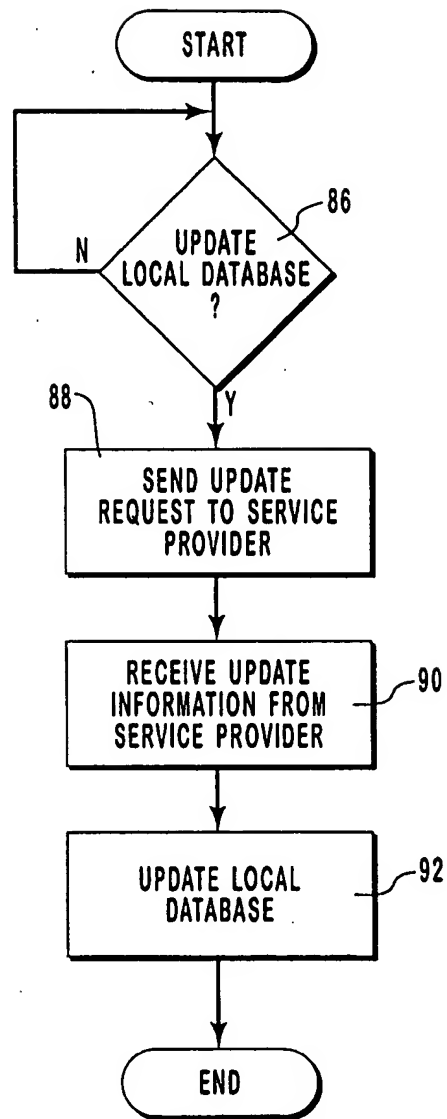 START
86
UPDATE
LOCAL DATABASE
?
N
Y
88
SEND UPDATE
REQUEST TO SERVICE
PROVIDER
RECEIVE UPDATE
INFORMATION FROM
SERVICE PROVIDER
90
UPDATE LOCAL
DATABASE
92
END